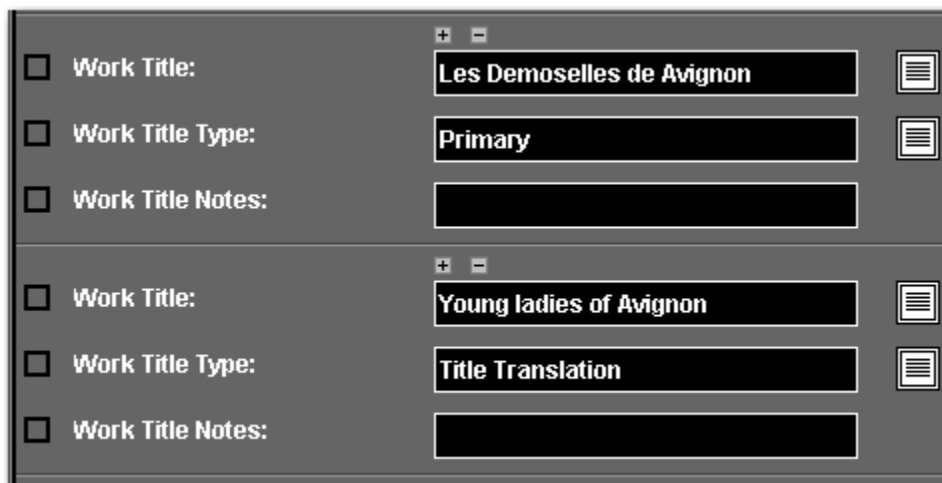 Work Title: Les Demoselles de Avignon
Work Title Type: Primary
Work Title Notes:
Work Title: Young ladies of Avignon
Work Title Type: Title Translation
Work Title Notes: